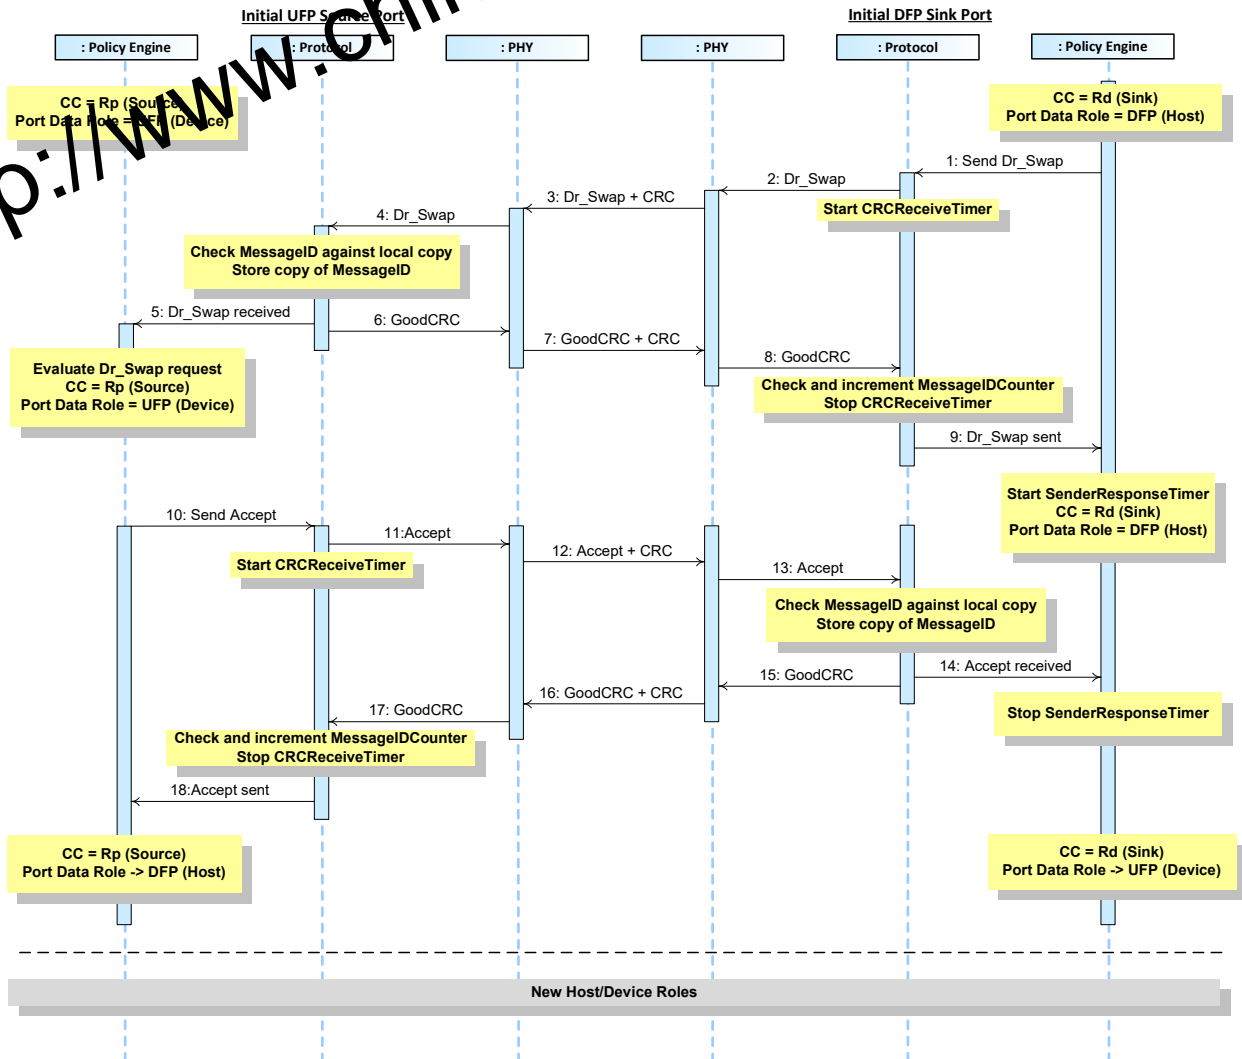 Initial UFP Source Port
Initial DFP Sink Port
: Policy Engine
: Protocol
: PHY
: PHY
: Protocol
: Policy Engine
p://www.chin
CC = Rp (Source)
Port Data Role = UFP (Device)
CC = Rd (Sink)
Port Data Role = DFP (Host)
1: Send Dr_Swap
2: Dr_Swap
Start CRCReceiveTimer
3: Dr_Swap + CRC
4: Dr_Swap
Check MessageID against local copy
Store copy of MessageID
5: Dr_Swap received
6: GoodCRC
7: GoodCRC + CRC
8: GoodCRC
Evaluate Dr_Swap request
CC = Rp (Source)
Port Data Role = UFP (Device)
Check and increment MessageIDCounter
Stop CRCReceiveTimer
9: Dr_Swap sent
Start SenderResponseTimer
CC = Rd (Sink)
Port Data Role = DFP (Host)
10: Send Accept
11:Accept
Start CRCReceiveTimer
12: Accept + CRC
13: Accept
Check MessageID against local copy
Store copy of MessageID
14: Accept received
15: GoodCRC
16: GoodCRC + CRC
17: GoodCRC
Stop SenderResponseTimer
Check and increment MessageIDCounter
Stop CRCReceiveTimer
18:Accept sent
CC = Rp (Source)
Port Data Role -> DFP (Host)
CC = Rd (Sink)
Port Data Role -> UFP (Device)
New Host/Device Roles